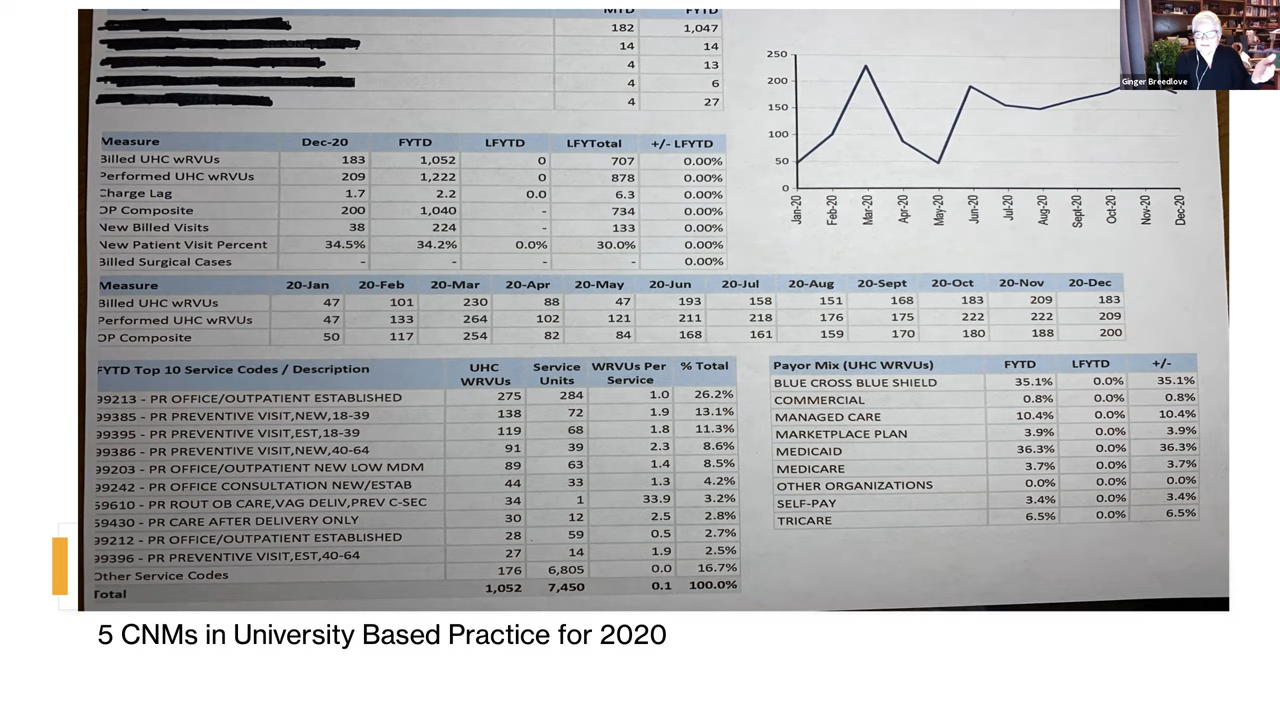 MTD FYTD
182 1,047
14 14
4 13
4 6
4 27
250
200
150
100
50
0
Jan-20 Feb-20 Mar-20 Apr-20 May-20 Jun-20 Jul-20 Aug-20 Sept-20 Oct-20 Nov-20 Dec-20
Ginger Breedlove
Measure Dec-20 FYTD LFYTD LFYTotal +/- LFYTD
Billed UHC wRVUs 183 1,052 0 707 0.00%
Performed UHC wRVUs 209 1,222 0 878 0.00%
Charge Lag 1.7 2.2 0.0 6.3 0.00%
OP Composite 200 1,040 - 734 0.00%
New Billed Visits 38 224 - 133 0.00%
New Patient Visit Percent 34.5% 34.2% 0.0% 30.0% 0.00%
Billed Surgical Cases - - - - 0.00%
Measure 20-Jan 20-Feb 20-Mar 20-Apr 20-May 20-Jun 20-Jul 20-Aug 20-Sept 20-Oct 20-Nov 20-Dec
Billed UHC wRVUs 47 101 230 88 47 193 158 151 168 183 209 183
Performed UHC wRVUs 47 133 264 102 121 211 218 176 175 222 222 209
OP Composite 50 117 254 82 84 168 161 159 170 180 188 200
FYTD Top 10 Service Codes / Description UHC WRVUs Service Units WRVUs Per Service % Total
99213 - PR OFFICE/OUTPATIENT ESTABLISHED 275 284 1.0 26.2%
99385 - PR PREVENTIVE VISIT,NEW,18-39 138 72 1.9 13.1%
99395 - PR PREVENTIVE VISIT,EST,18-39 119 68 1.8 11.3%
99386 - PR PREVENTIVE VISIT,NEW,40-64 91 39 2.3 8.6%
99203 - PR OFFICE/OUTPATIENT NEW LOW MDM 89 63 1.4 8.5%
99242 - PR OFFICE CONSULTATION NEW/ESTAB 44 33 1.3 4.2%
59610 - PR ROUT OB CARE,VAG DELIV,PREV C-SEC 34 1 33.9 3.2%
59430 - PR CARE AFTER DELIVERY ONLY 30 12 2.5 2.8%
99212 - PR OFFICE/OUTPATIENT ESTABLISHED 28 59 0.5 2.7%
99396 - PR PREVENTIVE VISIT,EST,40-64 27 14 1.9 2.5%
Other Service Codes 176 6,805 0.0 16.7%
Total 1,052 7,450 0.1 100.0%
Payor Mix (UHC WRVUs) FYTD LFYTD +/-
BLUE CROSS BLUE SHIELD 35.1% 0.0% 35.1%
COMMERCIAL 0.8% 0.0% 0.8%
MANAGED CARE 10.4% 0.0% 10.4%
MARKETPLACE PLAN 3.9% 0.0% 3.9%
MEDICAID 36.3% 0.0% 36.3%
MEDICARE 3.7% 0.0% 3.7%
OTHER ORGANIZATIONS 0.0% 0.0% 0.0%
SELF-PAY 3.4% 0.0% 3.4%
TRICARE 6.5% 0.0% 6.5%
5 CNMs in University Based Practice for 2020